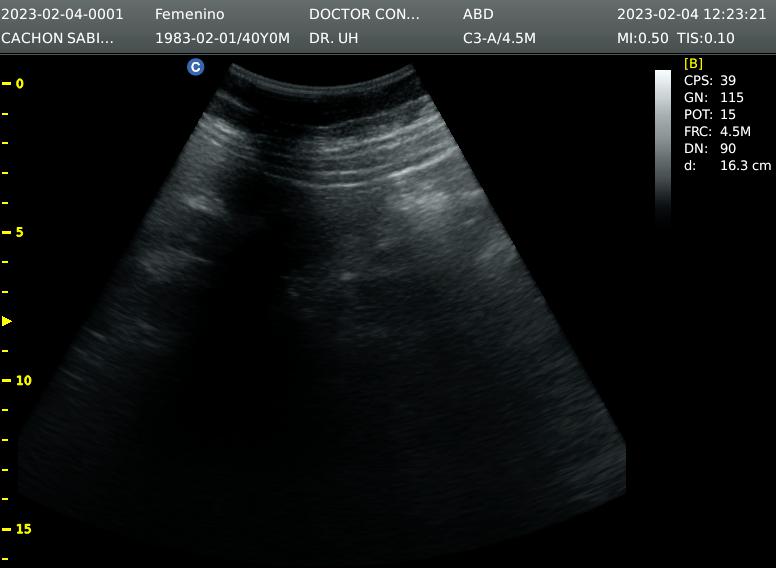 2023-02-04-0001 Femenino DOCTOR CON... ABD 2023-02-04 12:23:21
CACHON SABI... 1983-02-01/40Y0M DR. UH C3-A/4.5M MI:0.50 TIS:0.10
C
[B]
CPS: 39
GN: 115
POT: 15
FRC: 4.5M
DN: 90
d: 16.3 cm
0
5
10
15